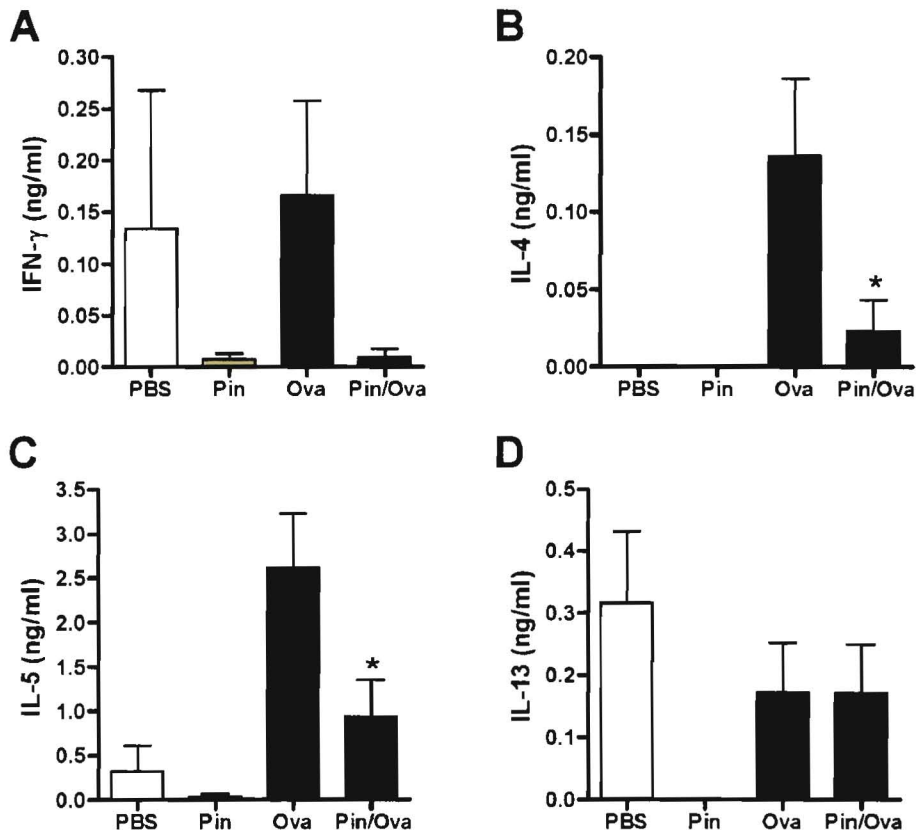 A
IFN-γ (ng/ml)
0.30
0.25
0.20
0.15
0.10
0.05
0.00
PBS Pin Ova Pin/Ova
B
IL-4 (ng/ml)
0.20
0.15
0.10
0.05
0.00
*
PBS Pin Ova Pin/Ova
C
IL-5 (ng/ml)
3.5
3.0
2.5
2.0
1.5
1.0
0.5
0.0
*
PBS Pin Ova Pin/Ova
D
IL-13 (ng/ml)
0.5
0.4
0.3
0.2
0.1
0.0
PBS Pin Ova Pin/Ova